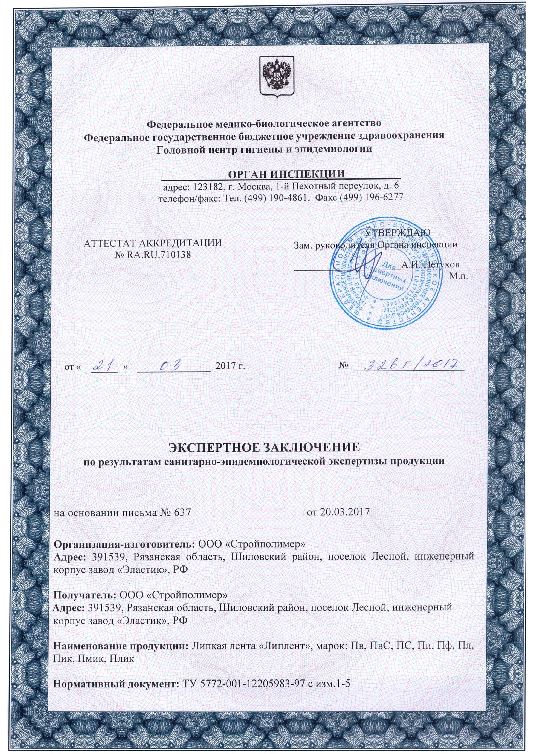 Федеральное медико-биологическое агентство
Федеральное государственное бюджетное учреждение здравоохранения
Головной центр гигиены и эпидемиологии
ОРГАН ИНСПЕКЦИИ
адрес: 123182, г. Москва, 1-й Пехотный переулок, д. 6
телефон/факс: Тел. (499) 190-4861, Факс (499) 196-6277
АТТЕСТАТ АККРЕДИТАЦИИ
№ RA.RU.710138
УТВЕРЖДАЮ
Зам. руководителя Органа инспекции
А.И. Петухов
М.п.
Для экспертных заключений
от « 21 » 03 2017 г.
№ /2017
ЭКСПЕРТНОЕ ЗАКЛЮЧЕНИЕ
по результатам санитарно-эпидемиологической экспертизы продукции
на основании письма № 637 от 20.03.2017
Организация-изготовитель: ООО «Стройполимер»
Адрес: 391539, Рязанская область, Шиловский район, поселок Лесной, инженерный
корпус завод «Эластик», РФ
Получатель: ООО «Стройполимер»
Адрес: 391539, Рязанская область, Шиловский район, поселок Лесной, инженерный
корпус завод «Эластик», РФ
Наименование продукции: Липкая лента «Липлент», марок: Пв, ПвС, ПС, Пи, Пф, Пл,
Пик, Пмик, Плик
Нормативный документ: ТУ 5772-001-12205983-97 с изм.1-5